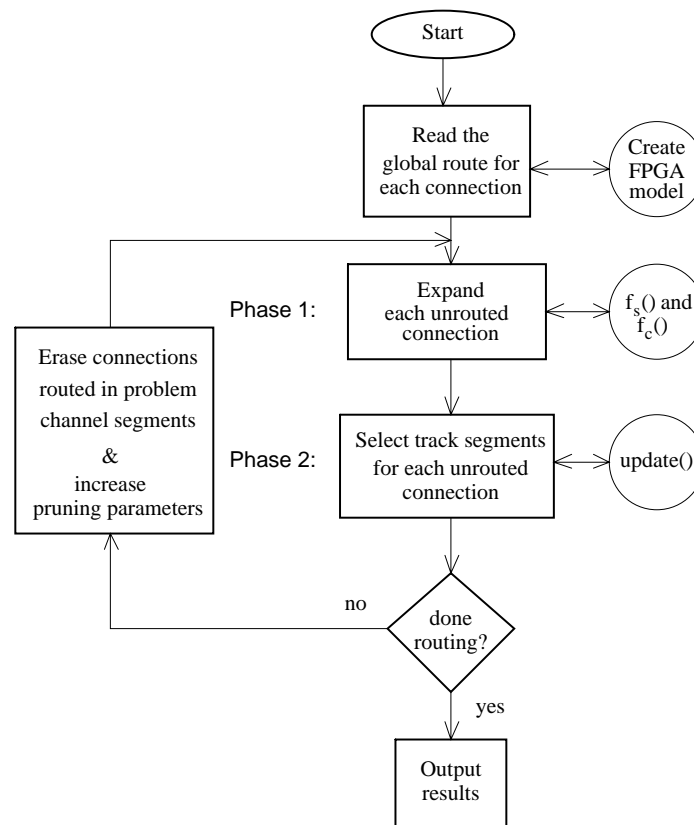 Start
Read the
global route for
each connection
Create
FPGA
model
Phase 1:
Expand
each unrouted
connection
f_s() and
f_c()
Erase connections
routed in problem
channel segments
&
increase
pruning parameters
Phase 2:
Select track segments
for each unrouted
connection
update()
no
done
routing?
yes
Output
results